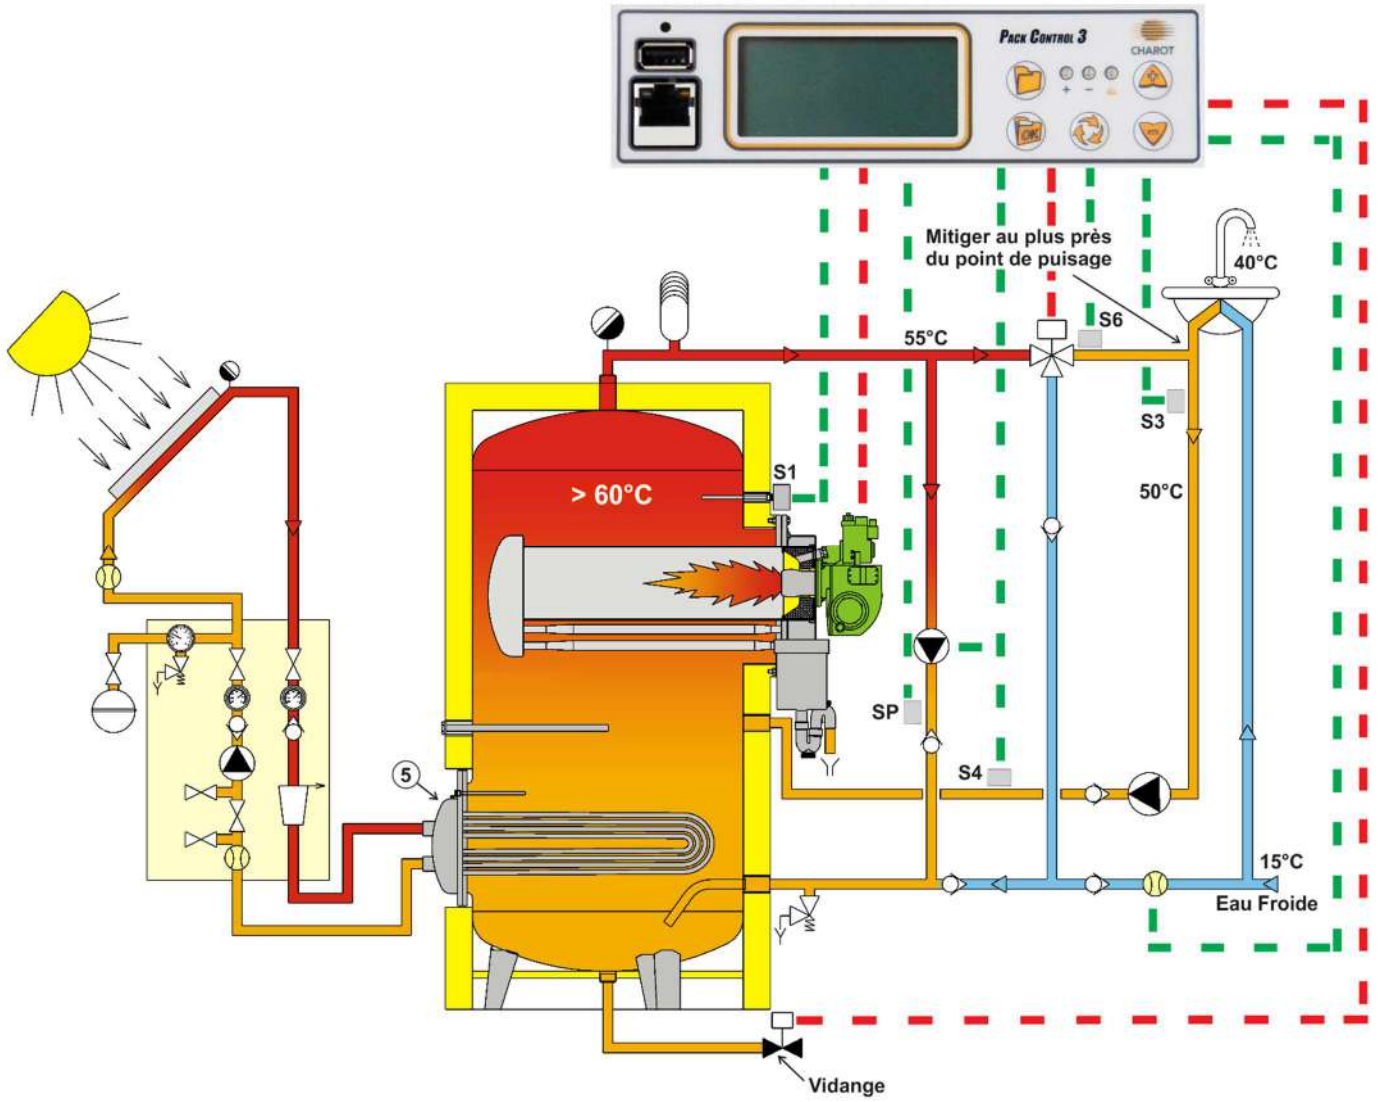 PACK CONTROL 3
CHAROT
+ −
OK
Mitiger au plus près
du point de puisage
40°C
55°C
S6
S3
S1
> 60°C
50°C
SP
S4
5
15°C
Eau Froide
Vidange